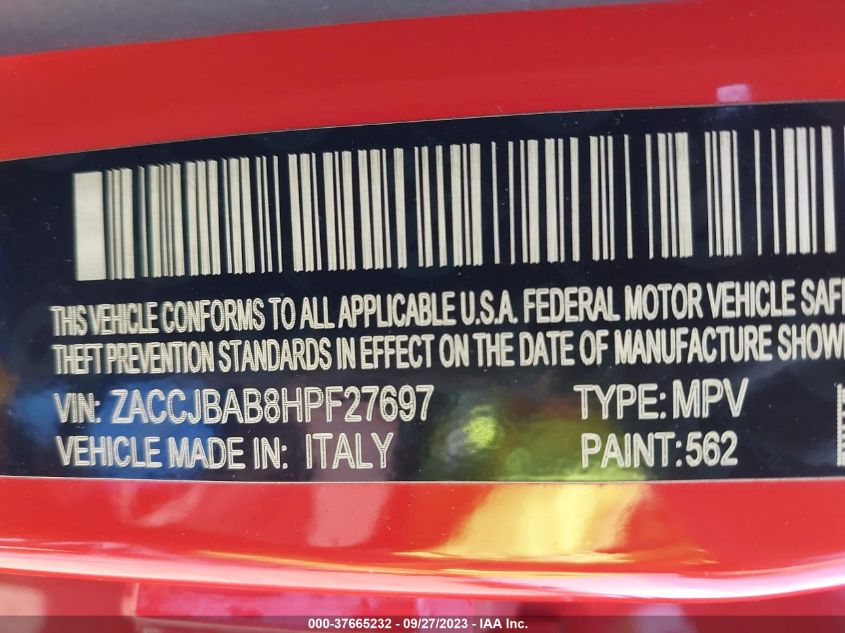 THIS VEHICLE CONFORMS TO ALL APPLICABLE U.S.A. FEDERAL MOTOR VEHICLE SAF
THEFT PREVENTION STANDARDS IN EFFECT ON THE DATE OF MANUFACTURE SHOW
VIN: ZACCJBAB8HPF27697 TYPE: MPV
VEHICLE MADE IN: ITALY PAINT: 562
000-37665232 - 09/27/2023 - IAA Inc.